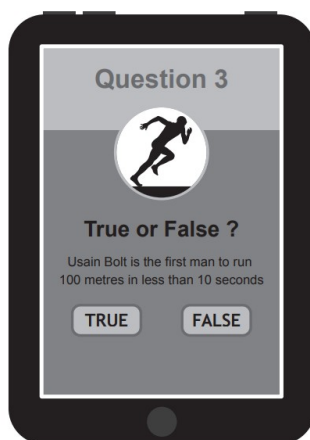 Question 3
True or False ?
Usain Bolt is the first man to run
100 metres in less than 10 seconds
TRUE
FALSE